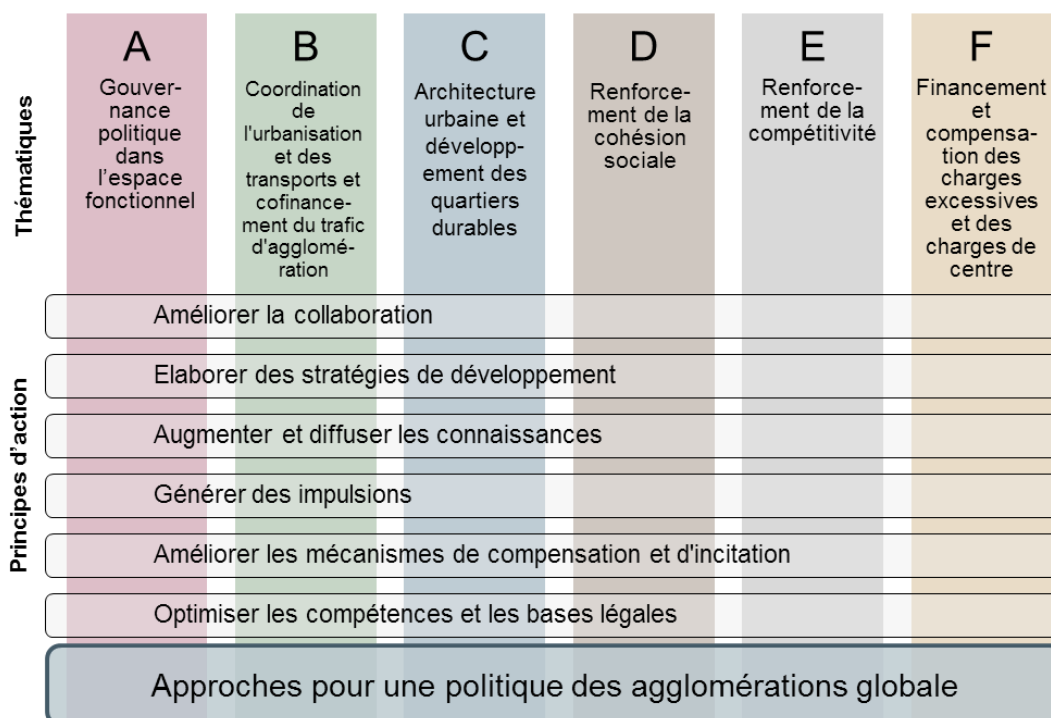 Thématiques
A
Gouver-
nance
politique
dans
l'espace
fonctionnel
B
Coordination
de
l'urbanisation
et des
transports et
cofinance-
ment du trafic
d'agglomé-
ration
C
Architecture
urbaine et
développ-
ement des
quartiers
durables
D
Renforce-
ment de la
cohésion
sociale
E
Renforce-
ment de la
compétitivité
F
Financement
et
compensa-
tion des
charges
excessives
et des
charges de
centre
Principes d'action
Améliorer la collaboration
Elaborer des stratégies de développement
Augmenter et diffuser les connaissances
Générer des impulsions
Améliorer les mécanismes de compensation et d'incitation
Optimiser les compétences et les bases légales
Approches pour une politique des agglomérations globale